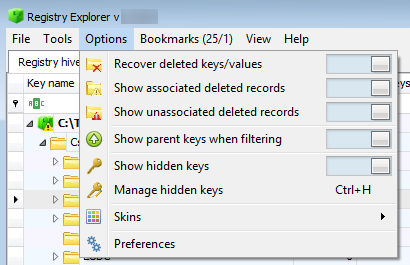 Registry Explorer v
File Tools Options Bookmarks (25/1) View Help
Registry hive
Recover deleted keys/values
Key name
Show associated deleted records
ABC
Show unassociated deleted records
C:\T
Show parent keys when filtering
Show hidden keys
Manage hidden keys Ctrl+H
Skins
Preferences